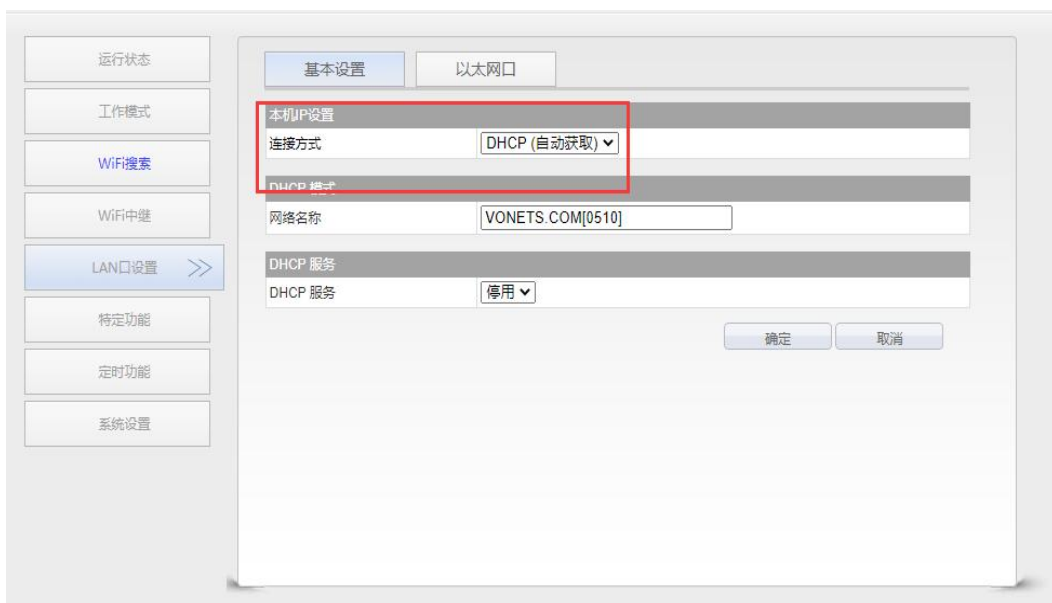 运行状态
工作模式
WiFi搜索
WiFi中继
LAN口设置 >>
特定功能
定时功能
系统设置
基本设置 以太网口
本机IP设置
连接方式 DHCP (自动获取)
DHCP 模式
网络名称 VONETS.COM[0510]
DHCP 服务
DHCP 服务 停用
确定 取消